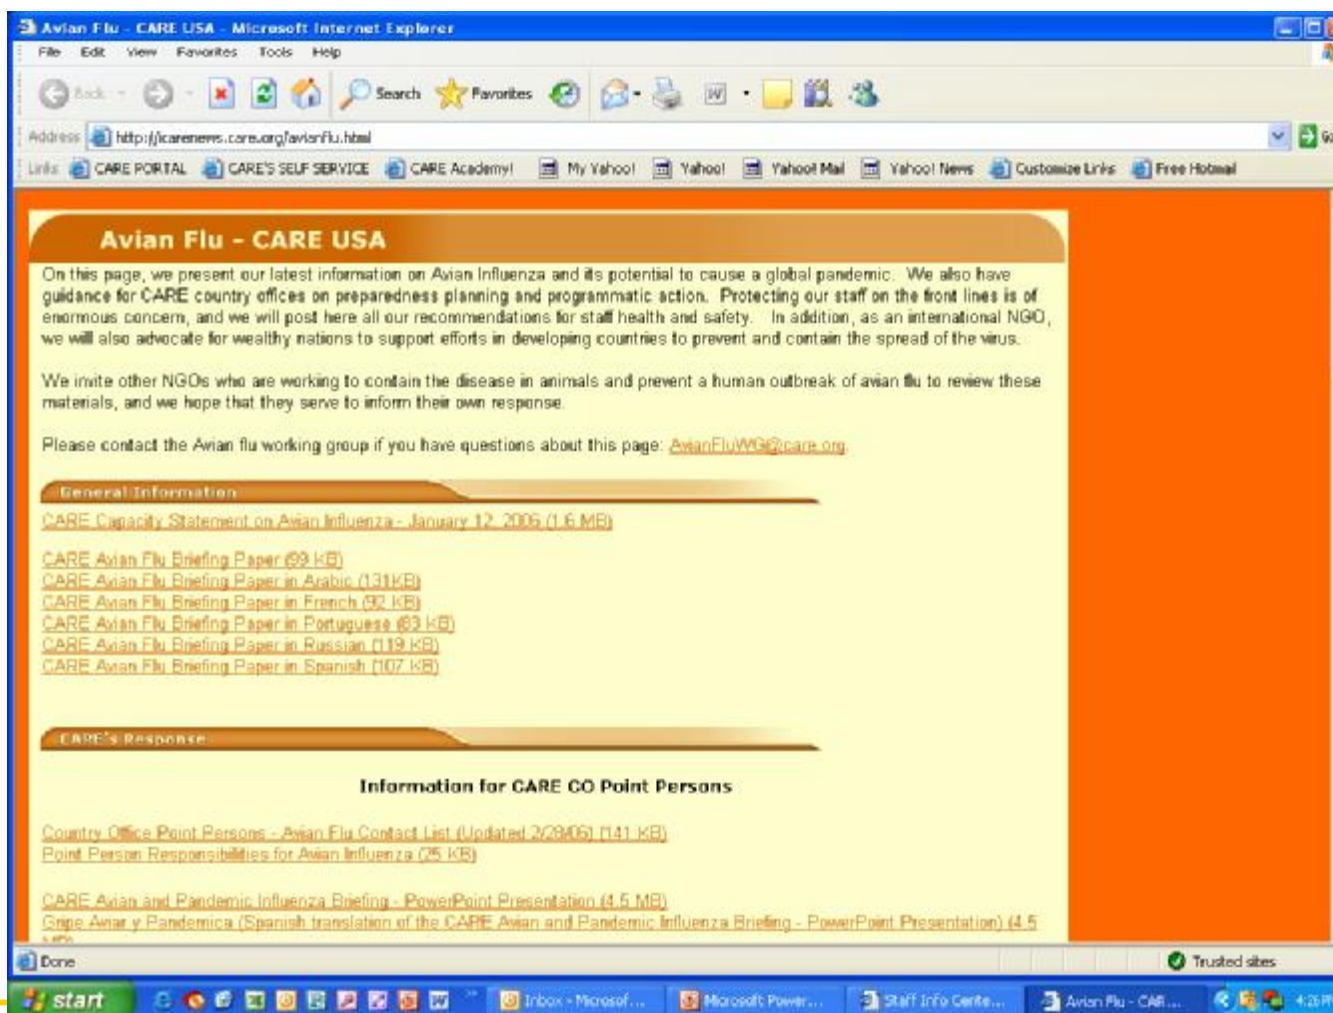 Avian Flu - CARE USA - Microsoft Internet Explorer
File Edit View Favorites Tools Help
Back Search Favorites
Address http://icarenews.care.org/avianflu.html
Links CARE PORTAL CARE'S SELF SERVICE CARE Academy! My Yahoo! Yahoo! Yahoo! Mail Yahoo! News Customize Links Free Hotmail
Avian Flu - CARE USA
On this page, we present our latest information on Avian Influenza and its potential to cause a global pandemic. We also have
guidance for CARE country offices on preparedness planning and programmatic action. Protecting our staff on the front lines is of
enormous concern, and we will post here all our recommendations for staff health and safety. In addition, as an international NGO,
we will also advocate for wealthy nations to support efforts in developing countries to prevent and contain the spread of the virus.
We invite other NGOs who are working to contain the disease in animals and prevent a human outbreak of avian flu to review these
materials, and we hope that they serve to inform their own response.
Please contact the Avian flu working group if you have questions about this page: AvianFluWG@care.org.
General Information
CARE Capacity Statement on Avian Influenza - January 12, 2006 (1.6 MB)
CARE Avian Flu Briefing Paper (99 KB)
CARE Avian Flu Briefing Paper in Arabic (131KB)
CARE Avian Flu Briefing Paper in French (92 KB)
CARE Avian Flu Briefing Paper in Portuguese (83 KB)
CARE Avian Flu Briefing Paper in Russian (119 KB)
CARE Avian Flu Briefing Paper in Spanish (107 KB)
CARE's Response
Information for CARE CO Point Persons
Country Office Point Persons - Avian Flu Contact List (Updated 2/28/06) (141 KB)
Point Person Responsibilities for Avian Influenza (25 KB)
CARE Avian and Pandemic Influenza Briefing - PowerPoint Presentation (4.5 MB)
Gripe Aviar y Pandemica (Spanish translation of the CARE Avian and Pandemic Influenza Briefing - PowerPoint Presentation) (4.5
Done Trusted sites
start Inbox - Microsof... Microsoft Power... Staff Info Cente... Avian Flu - CAR... 4:26 P